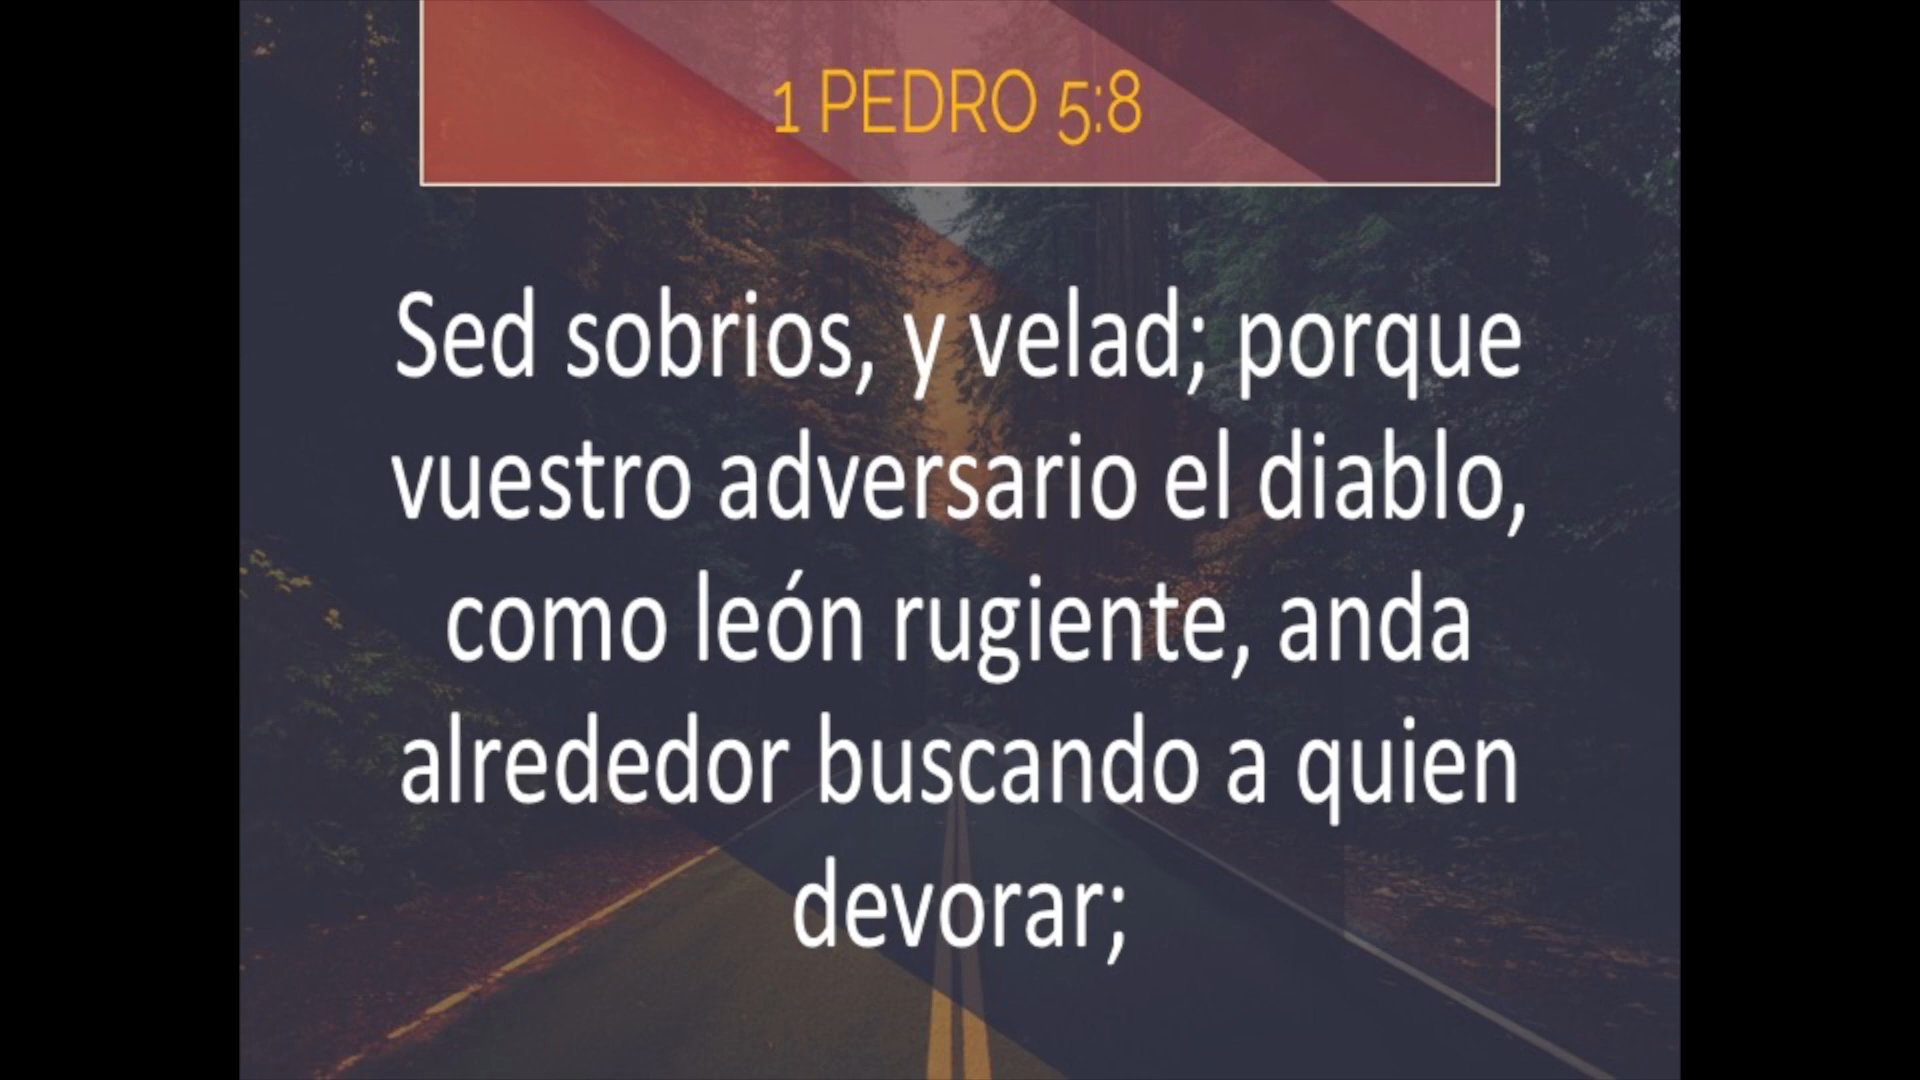 1 PEDRO 5:8
Sed sobrios, y velad; porque
vuestro adversario el diablo,
como león rugiente, anda
alrededor buscando a quien
devorar;